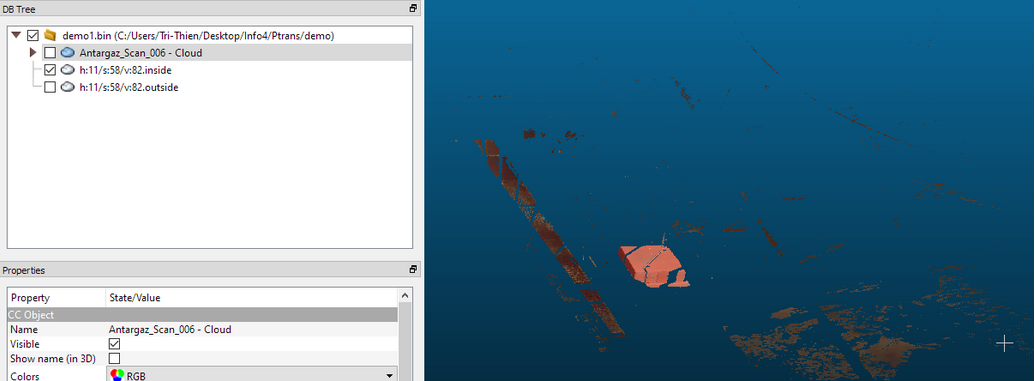 DB Tree
demo1.bin (C:/Users/Tri-Thien/Desktop/Info4/Ptrans/demo)
Antargaz_Scan_006 - Cloud
h:11/s:58/v:82.inside
h:11/s:58/v:82.outside
Properties
Property State/Value
CC Object
Name Antargaz_Scan_006 - Cloud
Visible
Show name (in 3D)
Colors RGB